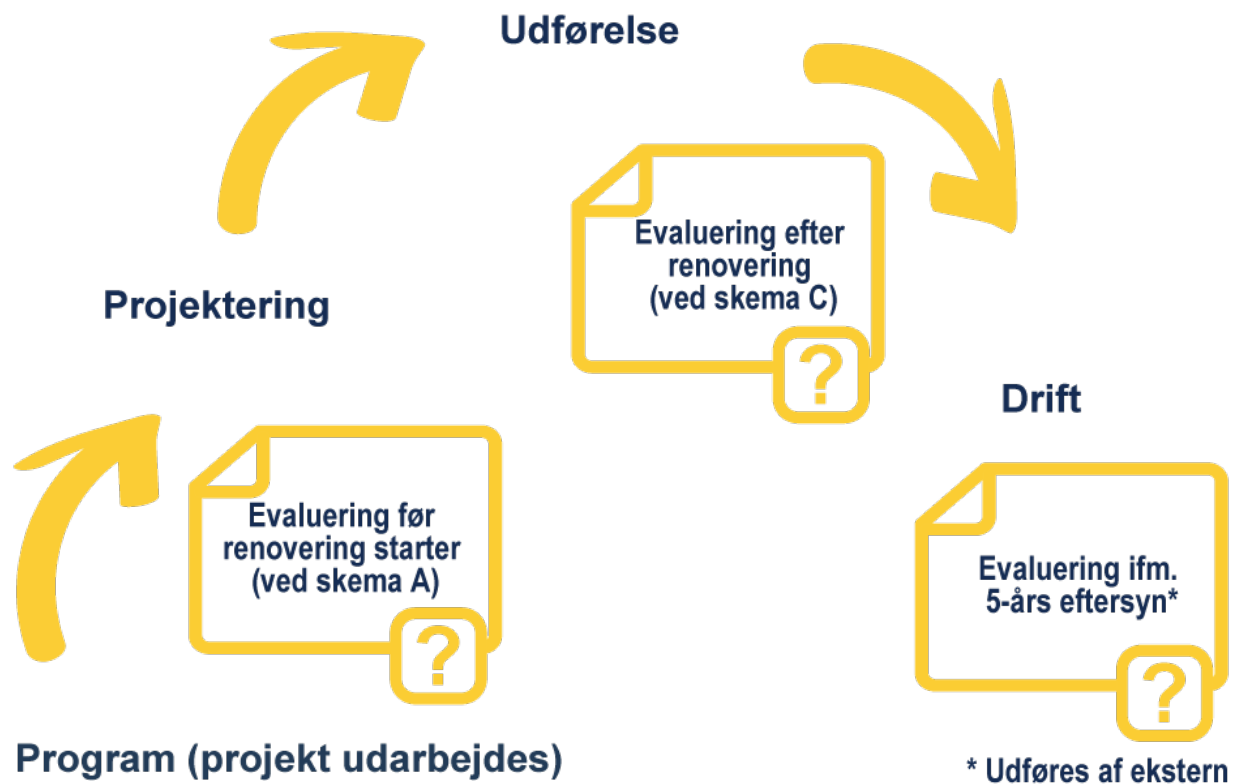 Udførelse
Evaluering efter
renovering
(ved skema C)
?
Projektering
Drift
Evaluering før
renovering starter
(ved skema A)
?
Evaluering ifm.
5-års eftersyn*
?
Program (projekt udarbejdes)
* Udføres af ekstern